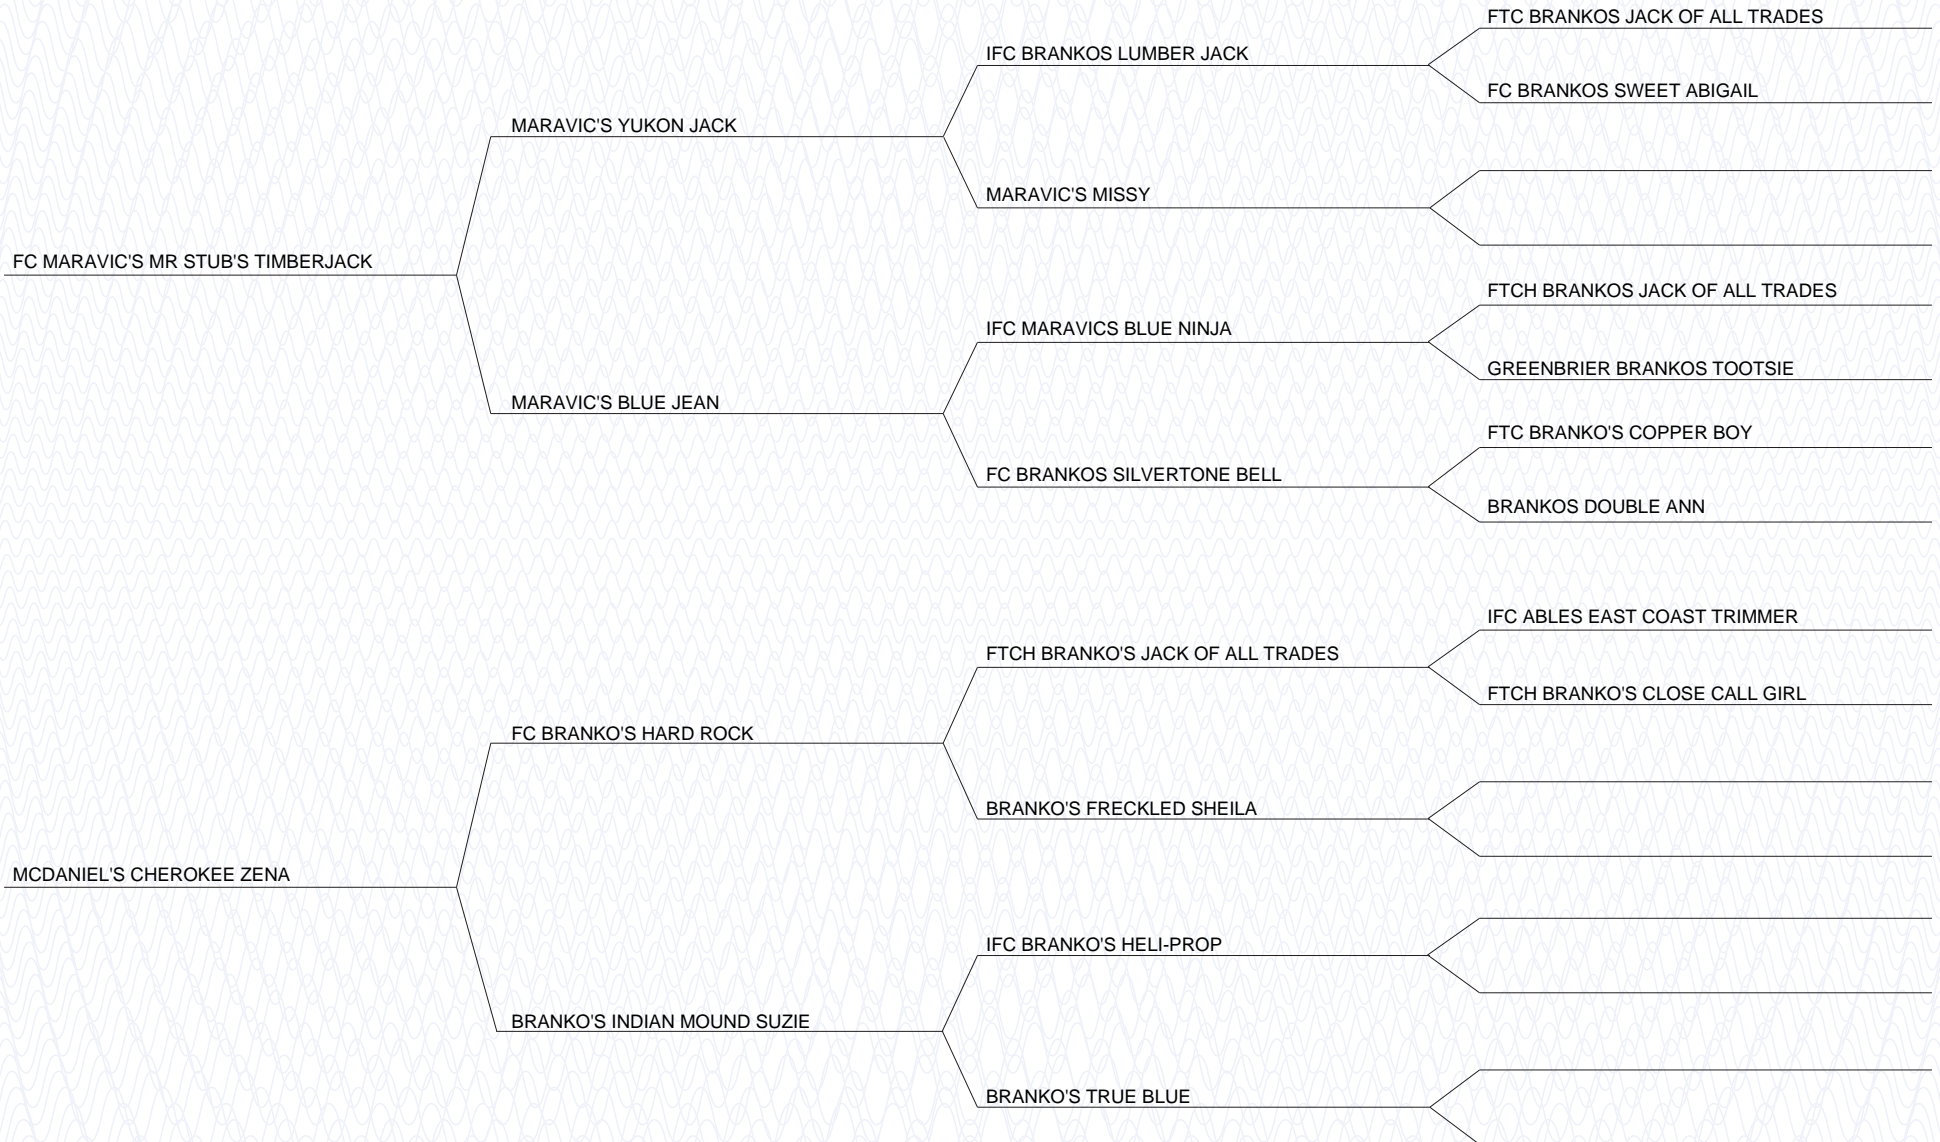 FTC BRANKOS JACK OF ALL TRADES
IFC BRANKOS LUMBER JACK
FC BRANKOS SWEET ABIGAIL
MARAVIC'S YUKON JACK
MARAVIC'S MISSY
FC MARAVIC'S MR STUB'S TIMBERJACK
FTCH BRANKOS JACK OF ALL TRADES
IFC MARAVICS BLUE NINJA
GREENBRIER BRANKOS TOOTSIE
MARAVIC'S BLUE JEAN
FTC BRANKO'S COPPER BOY
FC BRANKOS SILVERTONE BELL
BRANKOS DOUBLE ANN
IFC ABLES EAST COAST TRIMMER
FTCH BRANKO'S JACK OF ALL TRADES
FTCH BRANKO'S CLOSE CALL GIRL
FC BRANKO'S HARD ROCK
BRANKO'S FRECKLED SHEILA
MCDANIEL'S CHEROKEE ZENA
IFC BRANKO'S HELI-PROP
BRANKO'S INDIAN MOUND SUZIE
BRANKO'S TRUE BLUE